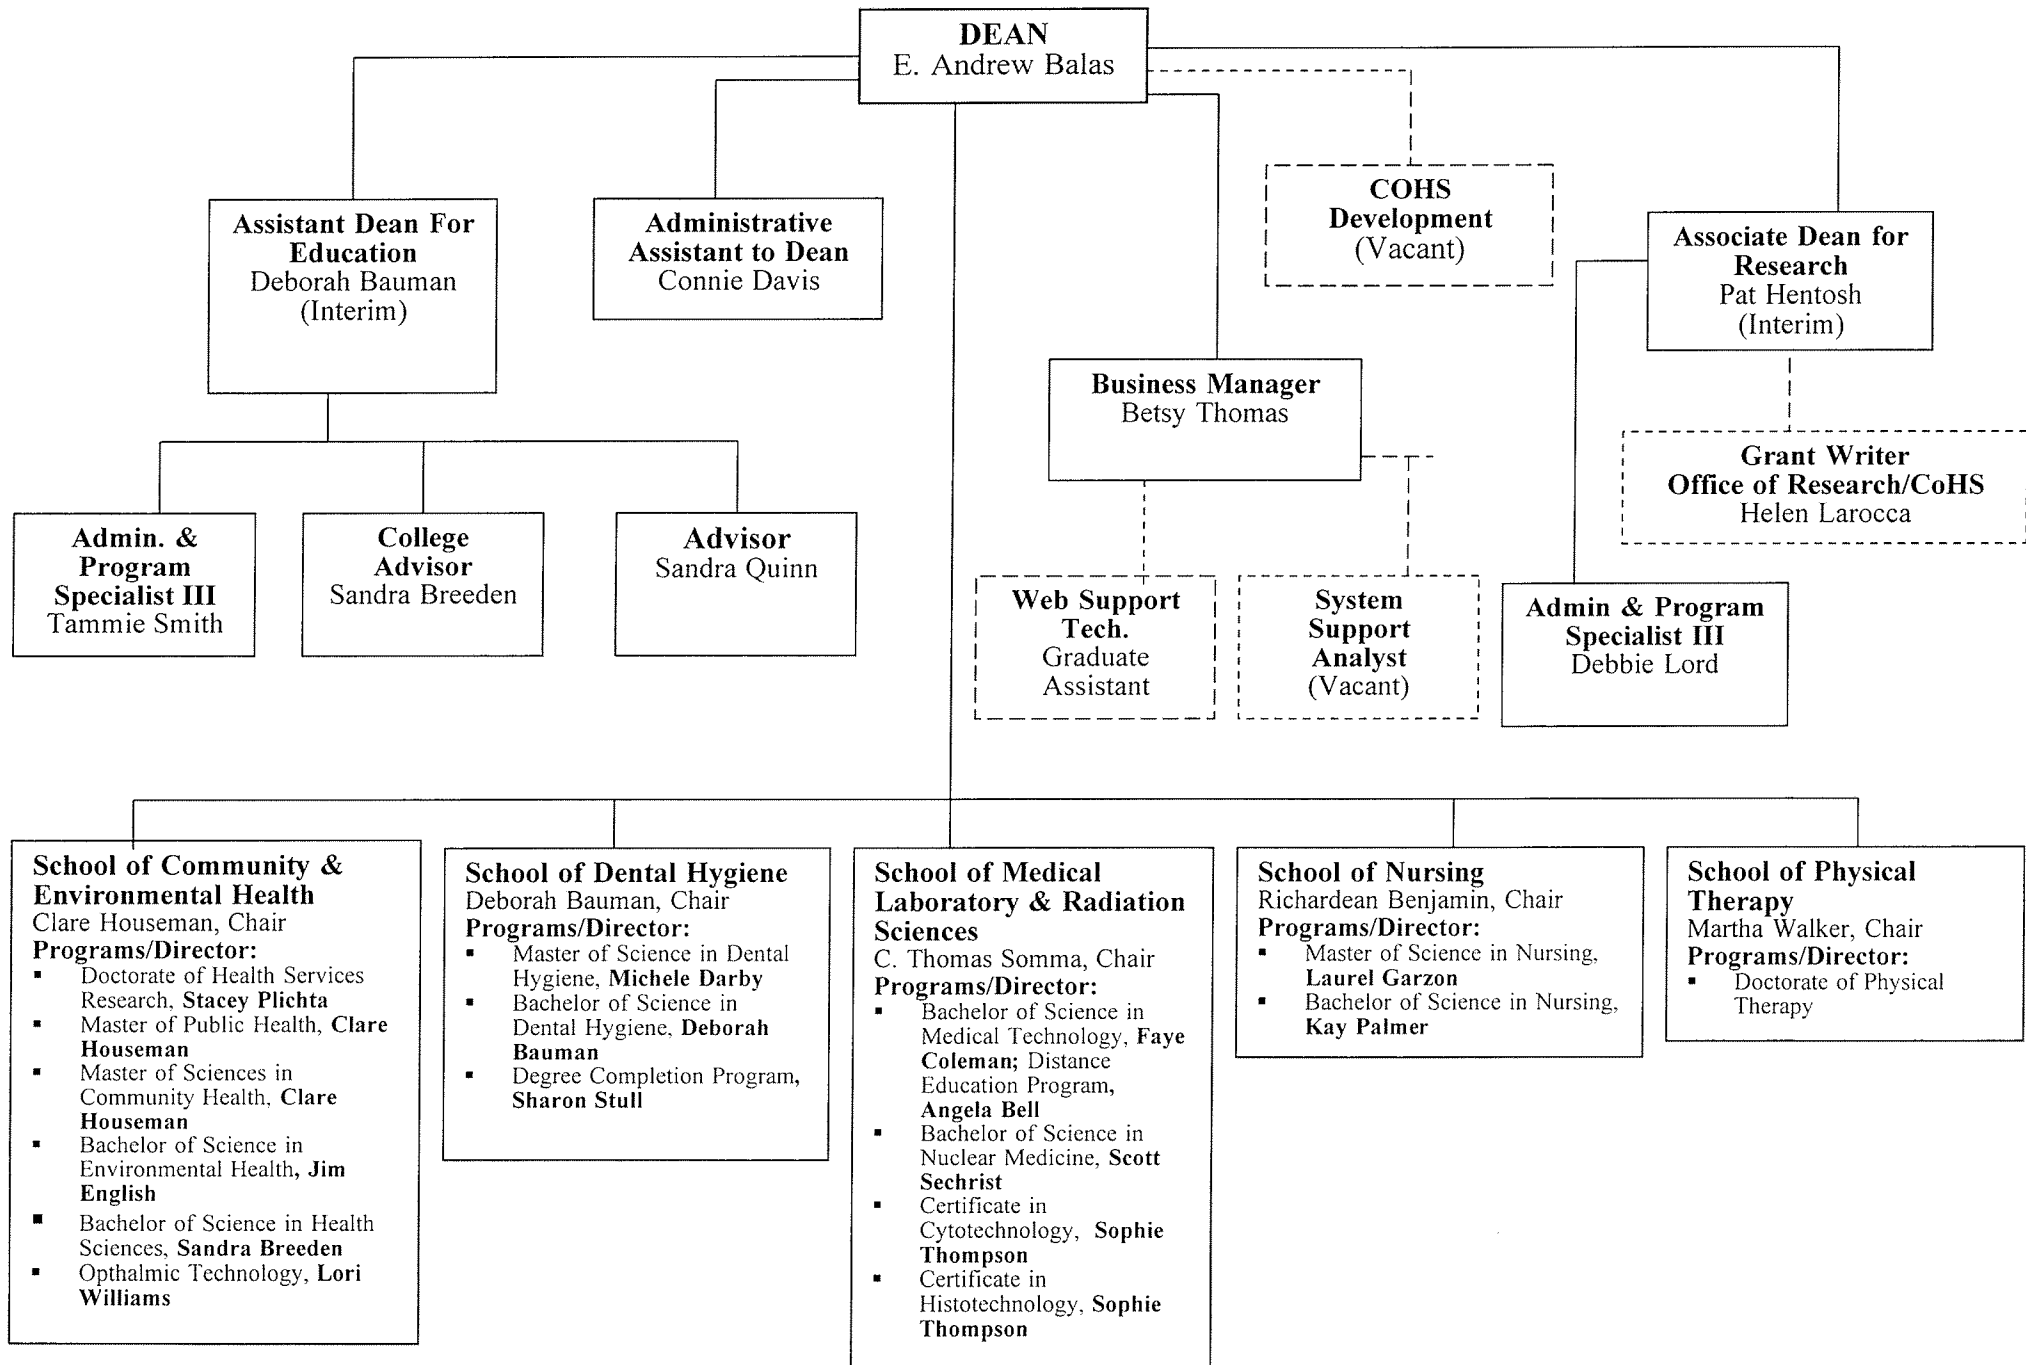 DEAN
E. Andrew Balas
Assistant Dean For
Education
Deborah Bauman
(Interim)
Administrative
Assistant to Dean
Connie Davis
COHS
Development
(Vacant)
Associate Dean for
Research
Pat Hentosh
(Interim)
Business Manager
Betsy Thomas
Grant Writer
Office of Research/CoHS
Helen Larocca
Admin. &
Program
Specialist III
Tammie Smith
College
Advisor
Sandra Breeden
Advisor
Sandra Quinn
Web Support
Tech.
Graduate
Assistant
System
Support
Analyst
(Vacant)
Admin & Program
Specialist III
Debbie Lord
School of Community &
Environmental Health
Clare Houseman, Chair
Programs/Director:
▪ Doctorate of Health Services
Research, Stacey Plichta
▪ Master of Public Health, Clare
Houseman
▪ Master of Sciences in
Community Health, Clare
Houseman
▪ Bachelor of Science in
Environmental Health, Jim
English
▪ Bachelor of Science in Health
Sciences, Sandra Breeden
▪ Opthalmic Technology, Lori
Williams
School of Dental Hygiene
Deborah Bauman, Chair
Programs/Director:
▪ Master of Science in Dental
Hygiene, Michele Darby
▪ Bachelor of Science in
Dental Hygiene, Deborah
Bauman
▪ Degree Completion Program,
Sharon Stull
School of Medical
Laboratory & Radiation
Sciences
C. Thomas Somma, Chair
Programs/Director:
▪ Bachelor of Science in
Medical Technology, Faye
Coleman; Distance
Education Program,
Angela Bell
▪ Bachelor of Science in
Nuclear Medicine, Scott
Sechrist
▪ Certificate in
Cytotechnology, Sophie
Thompson
▪ Certificate in
Histotechnology, Sophie
Thompson
School of Nursing
Richardean Benjamin, Chair
Programs/Director:
▪ Master of Science in Nursing,
Laurel Garzon
▪ Bachelor of Science in Nursing,
Kay Palmer
School of Physical
Therapy
Martha Walker, Chair
Programs/Director:
▪ Doctorate of Physical
Therapy